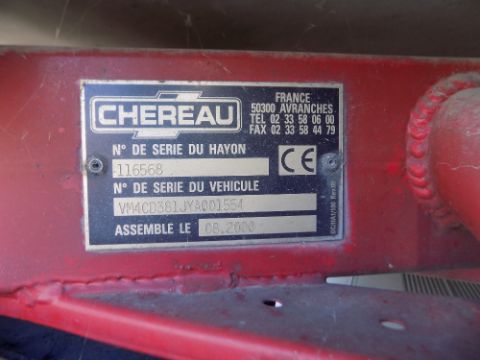 CHEREAU
FRANCE
50300 AVRANCHES
TEL 02 33 58 06 00
FAX 02 33 58 44 79
N° DE SERIE DU HAYON
116568
CE
N° DE SERIE DU VEHICULE
VM4CD381JYA001554
ASSEMBLE LE 08.2000